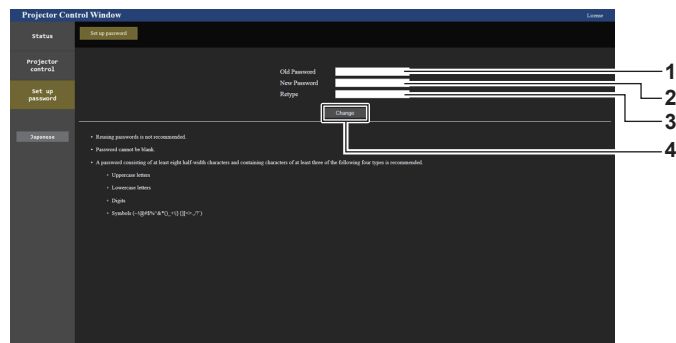 Projector Control Window
License
Status
Set up password
Projector
control
Set up
password
Japanese
Old Password
New Password
Retype
Change
1
2
3
4
• Reusing passwords is not recommended.
• Password cannot be blank.
• A password consisting of at least eight half-width characters and containing characters of at least three of the following four types is recommended.
◦ Uppercase letters
◦ Lowercase letters
◦ Digits
◦ Symbols